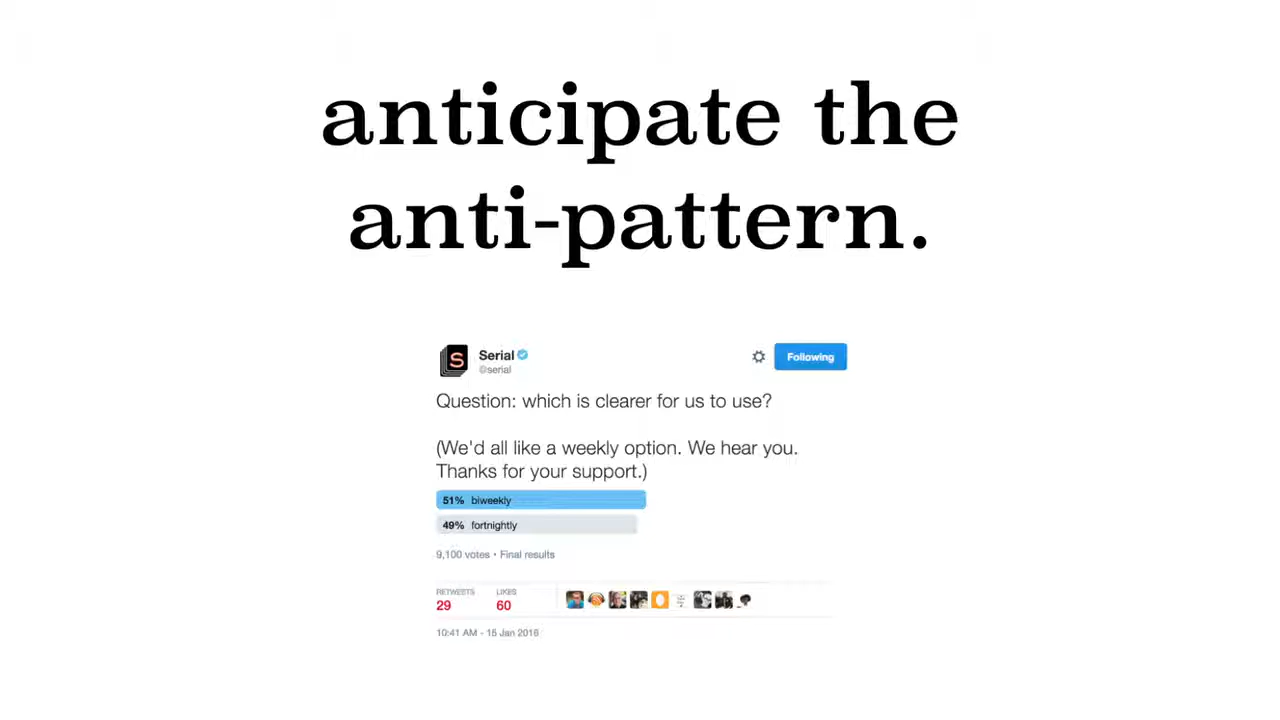 anticipate the
anti-pattern.
Serial
@serial
Following
Question: which is clearer for us to use?
(We'd all like a weekly option. We hear you.
Thanks for your support.)
51% biweekly
49% fortnightly
9,100 votes • Final results
RETWEETS LIKES
29 60
10:41 AM - 15 Jan 2016